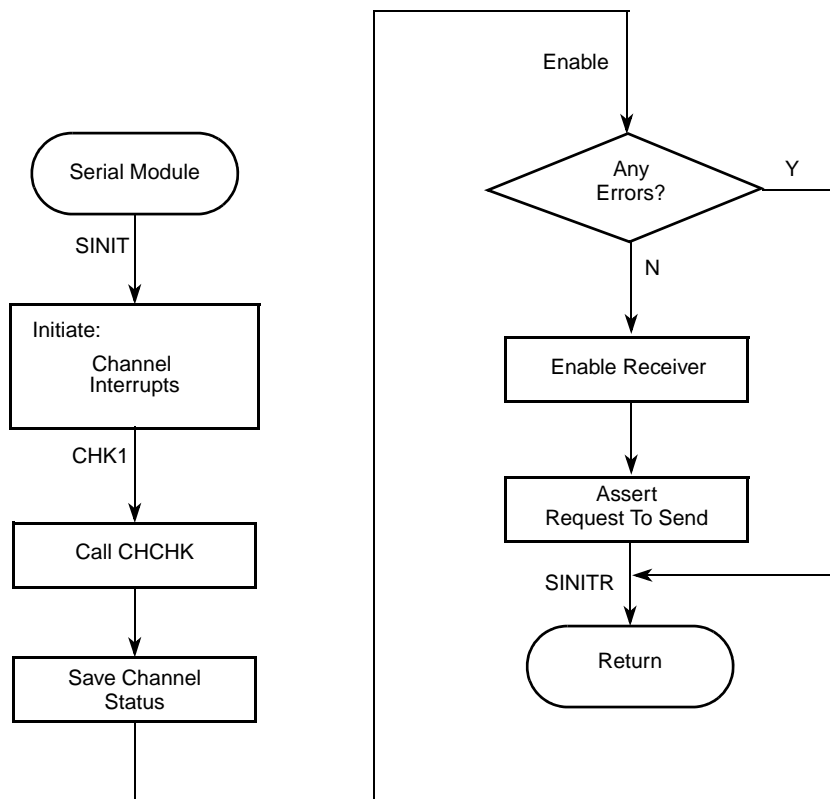 Serial Module
SINIT
Initiate:
Channel
Interrupts
CHK1
Call CHCHK
Save Channel
Status
Enable
Any
Errors?
Y
N
Enable Receiver
Assert
Request To Send
SINITR
Return